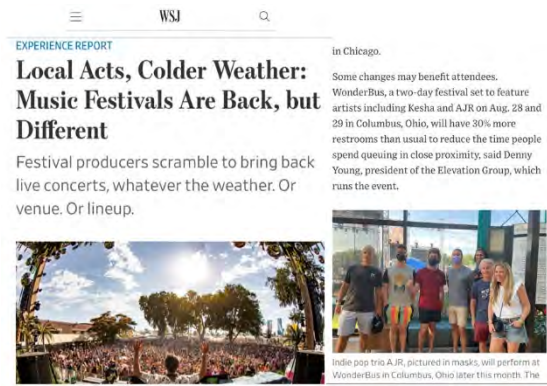 WSJ
EXPERIENCE REPORT
Local Acts, Colder Weather:
Music Festivals Are Back, but
Different
Festival producers scramble to bring back
live concerts, whatever the weather. Or
venue. Or lineup.
in Chicago.
Some changes may benefit attendees.
WonderBus, a two-day festival set to feature
artists including Kesha and AJR on Aug. 28 and
29 in Columbus, Ohio, will have 30% more
restrooms than usual to reduce the time people
spend queuing in close proximity, said Denny
Young, president of the Elevation Group, which
runs the event.
Indie pop trio AJR, pictured in masks, will perform at
WonderBus in Columbus, Ohio later this month. The